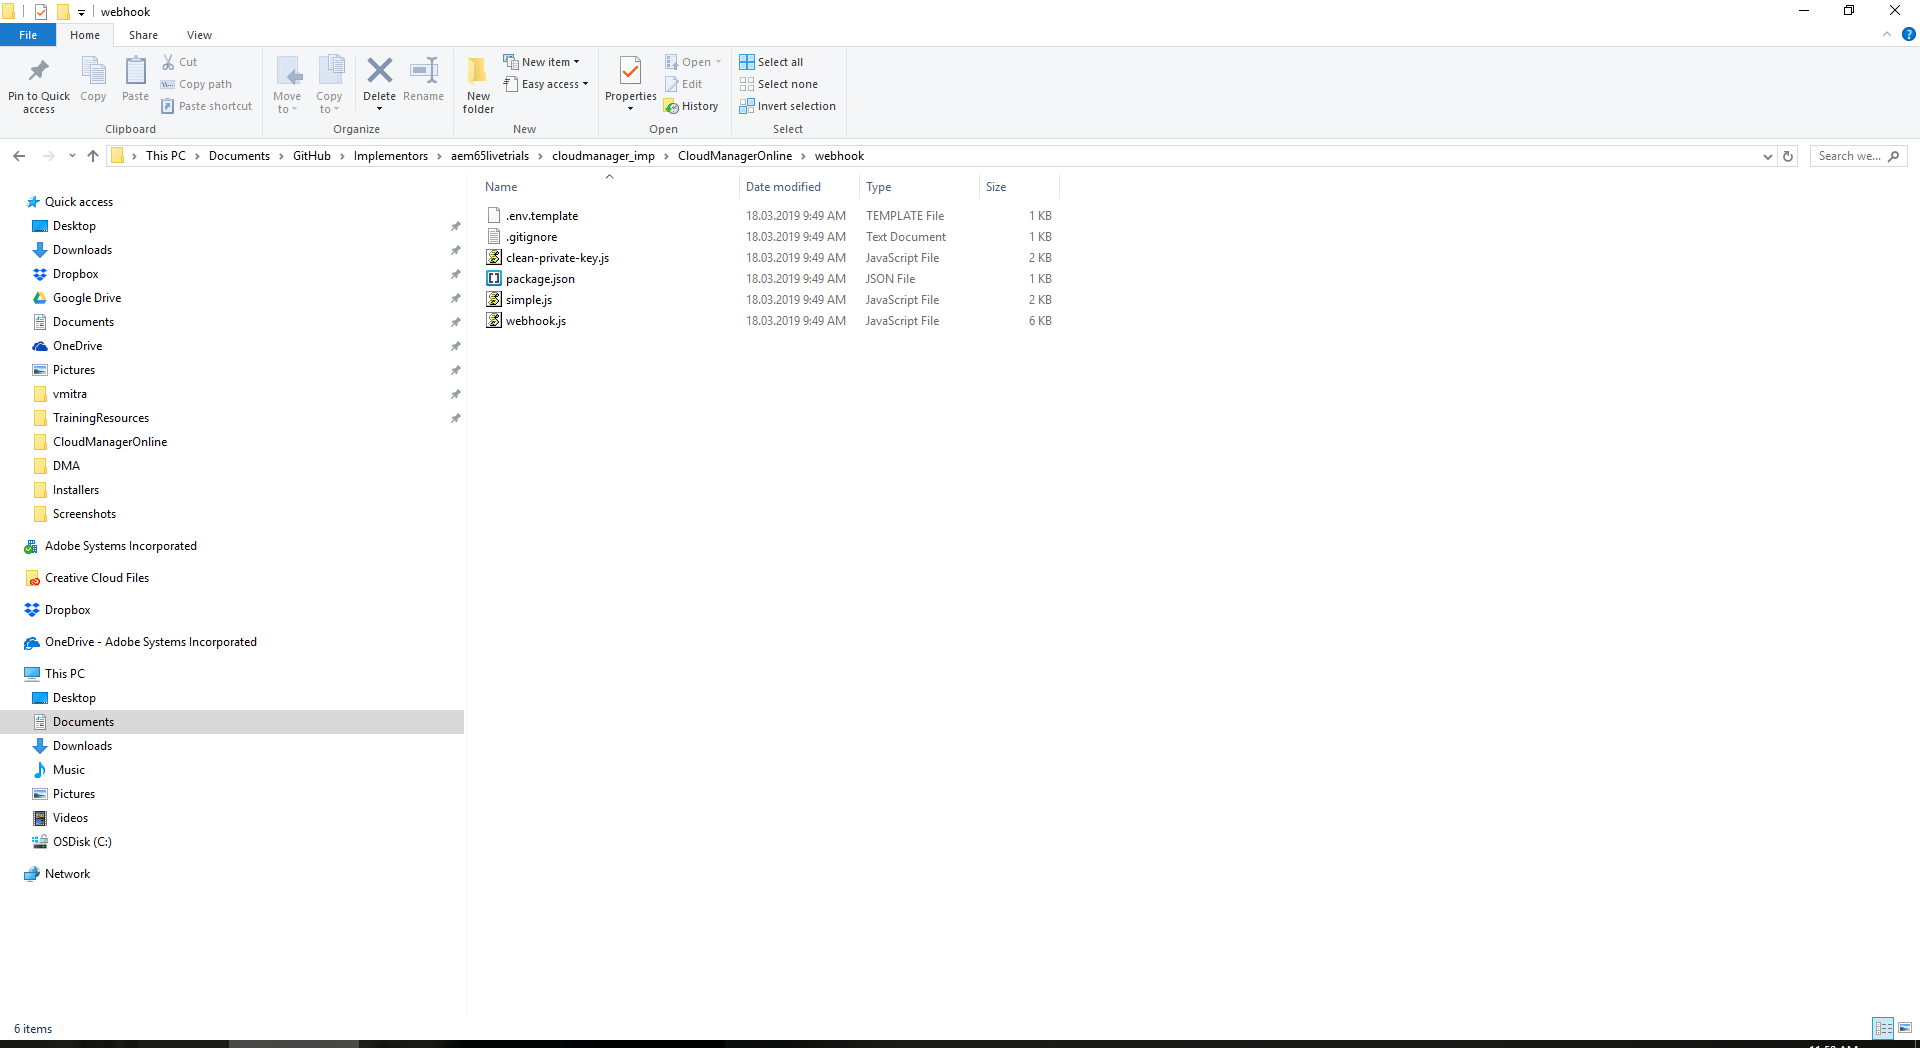 webhook
File Home Share View
Pin to Quick access
Copy
Paste
Cut
Copy path
Paste shortcut
Clipboard
Move to
Copy to
Delete
Rename
Organize
New folder
New item
Easy access
New
Properties
Open
Edit
History
Open
Select all
Select none
Invert selection
Select
This PC > Documents > GitHub > Implementors > aem65livetrials > cloudmanager_imp > CloudManagerOnline > webhook
Search we...
Name Date modified Type Size
.env.template 18.03.2019 9:49 AM TEMPLATE File 1 KB
.gitignore 18.03.2019 9:49 AM Text Document 1 KB
clean-private-key.js 18.03.2019 9:49 AM JavaScript File 2 KB
package.json 18.03.2019 9:49 AM JSON File 1 KB
simple.js 18.03.2019 9:49 AM JavaScript File 2 KB
webhook.js 18.03.2019 9:49 AM JavaScript File 6 KB
Quick access
Desktop
Downloads
Dropbox
Google Drive
Documents
OneDrive
Pictures
vmitra
TrainingResources
CloudManagerOnline
DMA
Installers
Screenshots
Adobe Systems Incorporated
Creative Cloud Files
Dropbox
OneDrive - Adobe Systems Incorporated
This PC
Desktop
Documents
Downloads
Music
Pictures
Videos
OSDisk (C:)
Network
6 items